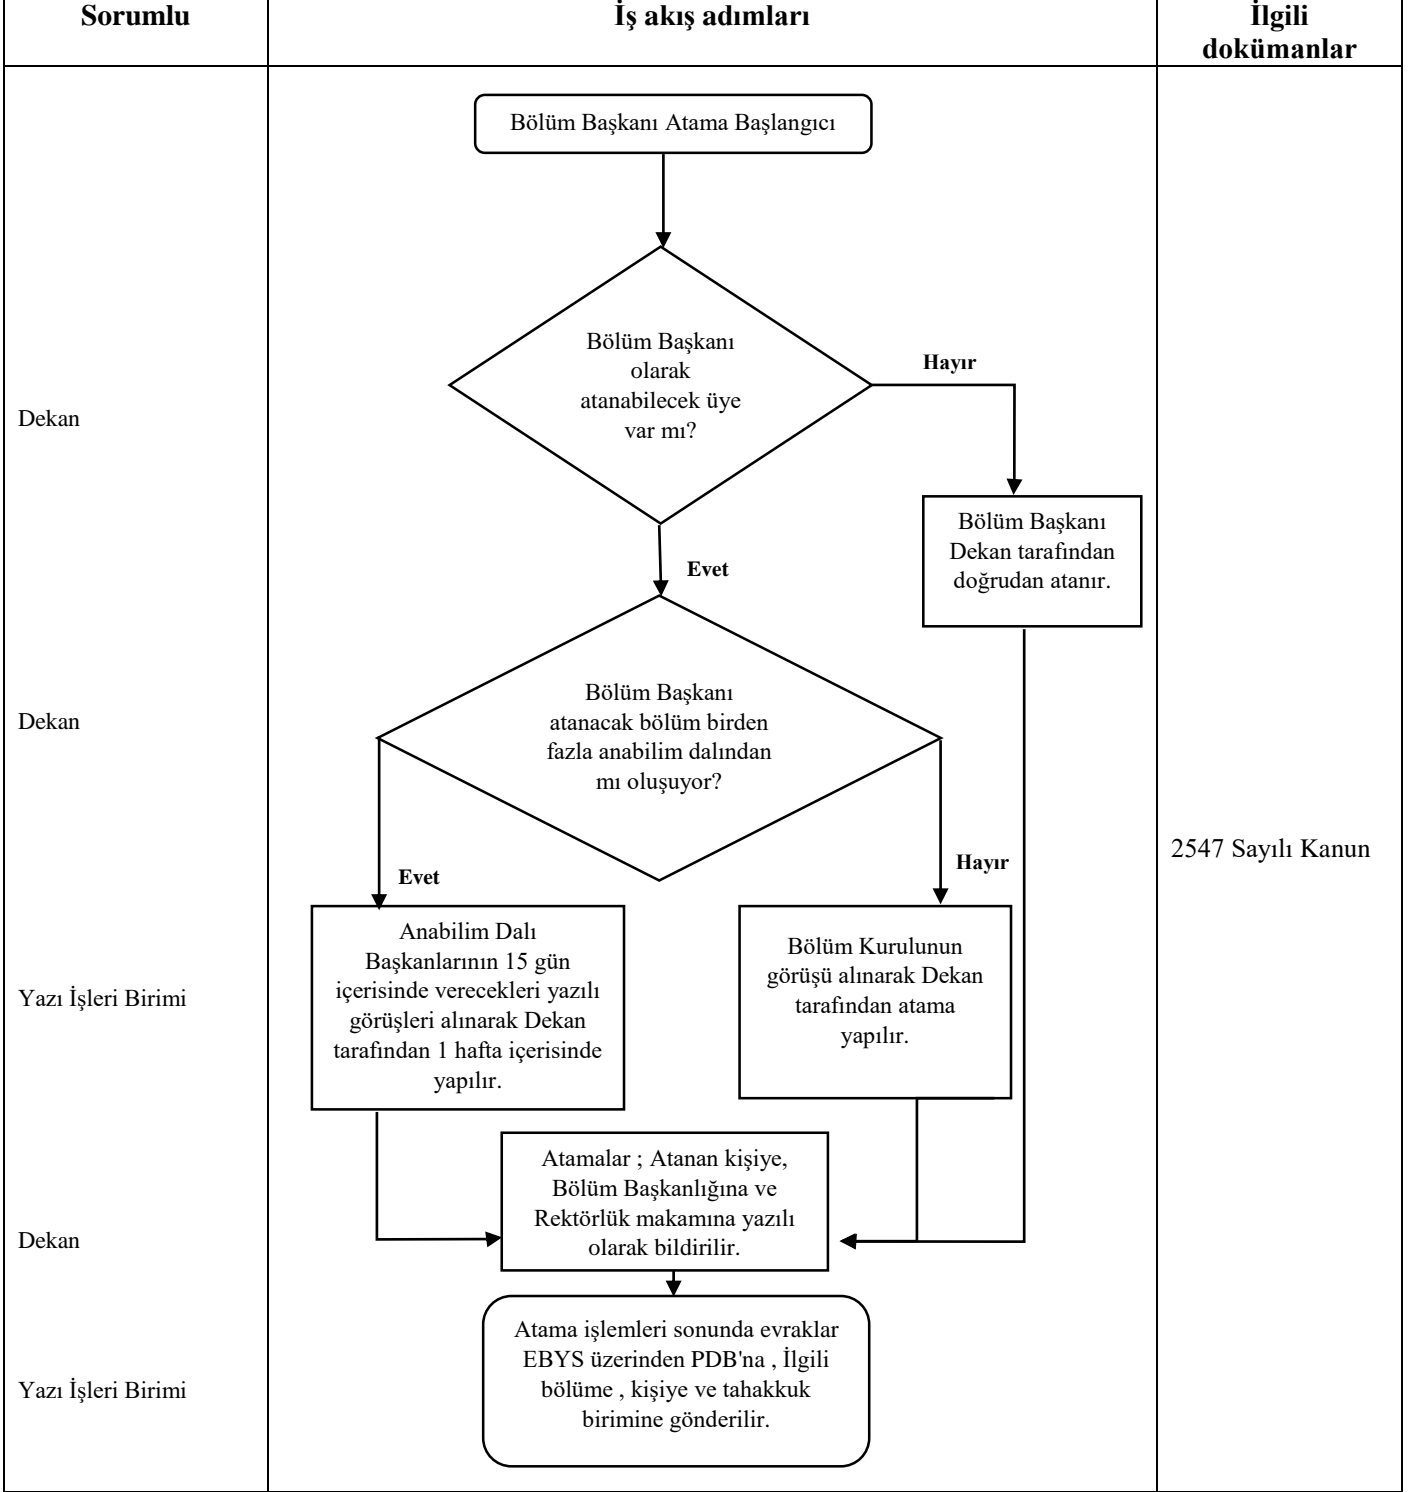 Sorumlu
İş akış adımları
İlgili
dokümanlar
Bölüm Başkanı Atama Başlangıcı
Bölüm Başkanı
olarak
atanabilecek üye
var mı?
Hayır
Dekan
Bölüm Başkanı
Dekan tarafından
doğrudan atanır.
Evet
Bölüm Başkanı
atanacak bölüm birden
fazla anabilim dalından
mı oluşuyor?
Dekan
2547 Sayılı Kanun
Evet
Hayır
Anabilim Dalı
Başkanlarının 15 gün
içerisinde verecekleri yazılı
görüşleri alınarak Dekan
tarafından 1 hafta içerisinde
yapılır.
Bölüm Kurulunun
görüşü alınarak Dekan
tarafından atama
yapılır.
Yazı İşleri Birimi
Atamalar ; Atanan kişiye,
Bölüm Başkanlığına ve
Rektörlük makamına yazılı
olarak bildirilir.
Dekan
Atama işlemleri sonunda evraklar
EBYS üzerinden PDB'na , İlgili
bölüme , kişiye ve tahakkuk
birimine gönderilir.
Yazı İşleri Birimi